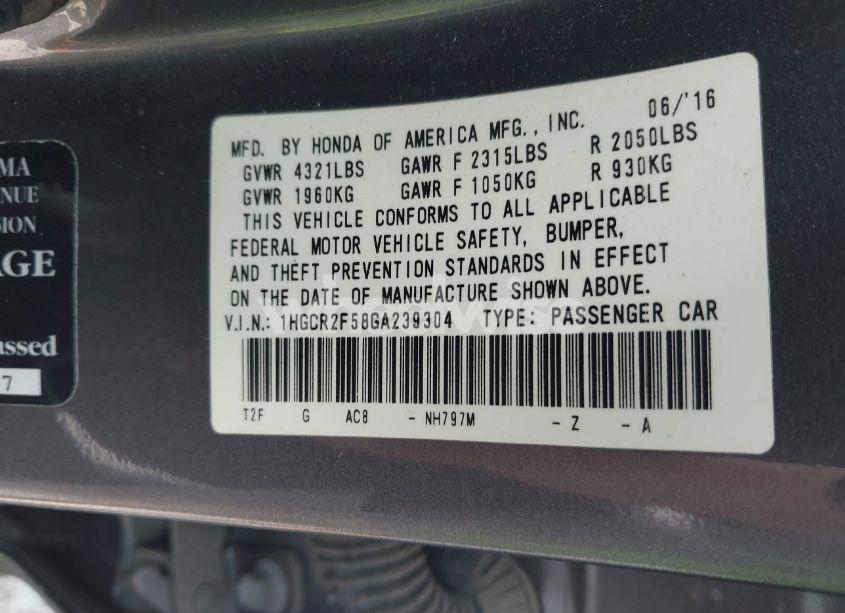 06/'16
MFD. BY HONDA OF AMERICA MFG., INC.
GVWR 4321LBS GAWR F 2315LBS R 2050LBS
GVWR 1960KG GAWR F 1050KG R 930KG
THIS VEHICLE CONFORMS TO ALL APPLICABLE
FEDERAL MOTOR VEHICLE SAFETY, BUMPER,
AND THEFT PREVENTION STANDARDS IN EFFECT
ON THE DATE OF MANUFACTURE SHOWN ABOVE.
V.I.N.: 1HGCR2F58GA239304 TYPE: PASSENGER CAR
T2F G AC8 - NH797M - Z - A